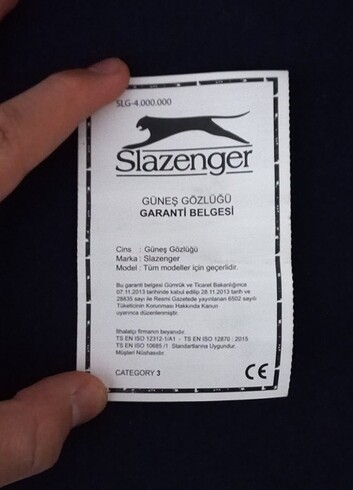 SLG-4.000.000
Slazenger
GÜNEŞ GÖZLÜĞÜ
GARANTİ BELGESİ
Cins : Güneş Gözlüğü
Marka : Slazenger
Model : Tüm modeller için geçerlidir.
Bu garanti belgesi Gümrük ve Ticaret Bakanlığınca
07.11.2013 tarihinde kabul edilip 28.11.2013 tarih ve
28835 sayı ile Resmi Gazetede yayınlanan 6502 sayılı
Tüketicinin Korunması Hakkında Kanun
uyarınca düzenlenmiştir.
İthalatçı firmanın beyanıdır.
TS EN ISO 12312-1/A1 - TS EN ISO 12870 : 2015
TS EN ISO 10685 /1 Standartlarına Uygundur.
Müşteri Nüshasıdır.
CATEGORY 3
CE